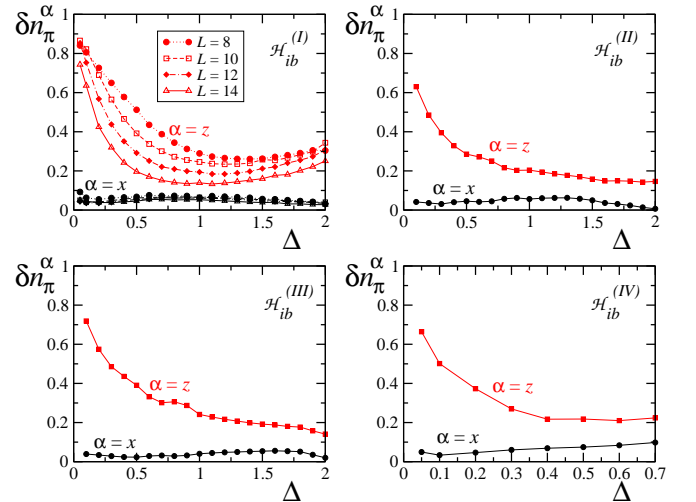 δn_π^α
1
0.8
0.6
0.4
0.2
0
L = 8
L = 10
L = 12
L = 14
ℋ_ib^(I)
α = z
α = x
0 0.5 1 1.5 2
Δ
δn_π^α
1
0.8
0.6
0.4
0.2
0
ℋ_ib^(II)
α = z
α = x
0 0.5 1 1.5 2
Δ
δn_π^α
1
0.8
0.6
0.4
0.2
0
ℋ_ib^(III)
α = z
α = x
0 0.5 1 1.5 2
Δ
δn_π^α
1
0.8
0.6
0.4
0.2
0
ℋ_ib^(IV)
α = z
α = x
0 0.1 0.2 0.3 0.4 0.5 0.6 0.7
Δ